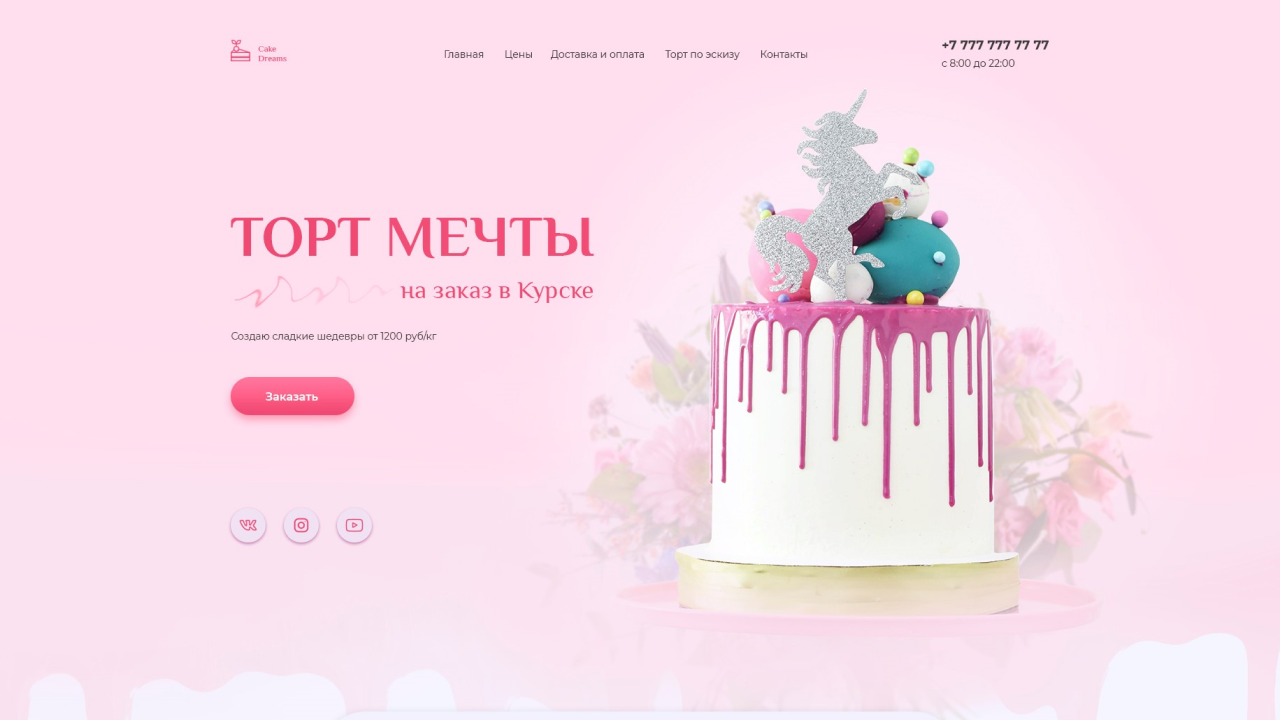 Cake
Dreams
Главная Цены Доставка и оплата Торт по эскизу Контакты
+7 777 777 77 77
с 8:00 до 22:00
ТОРТ МЕЧТЫ
на заказ в Курске
Создаю сладкие шедевры от 1200 руб/кг
Заказать